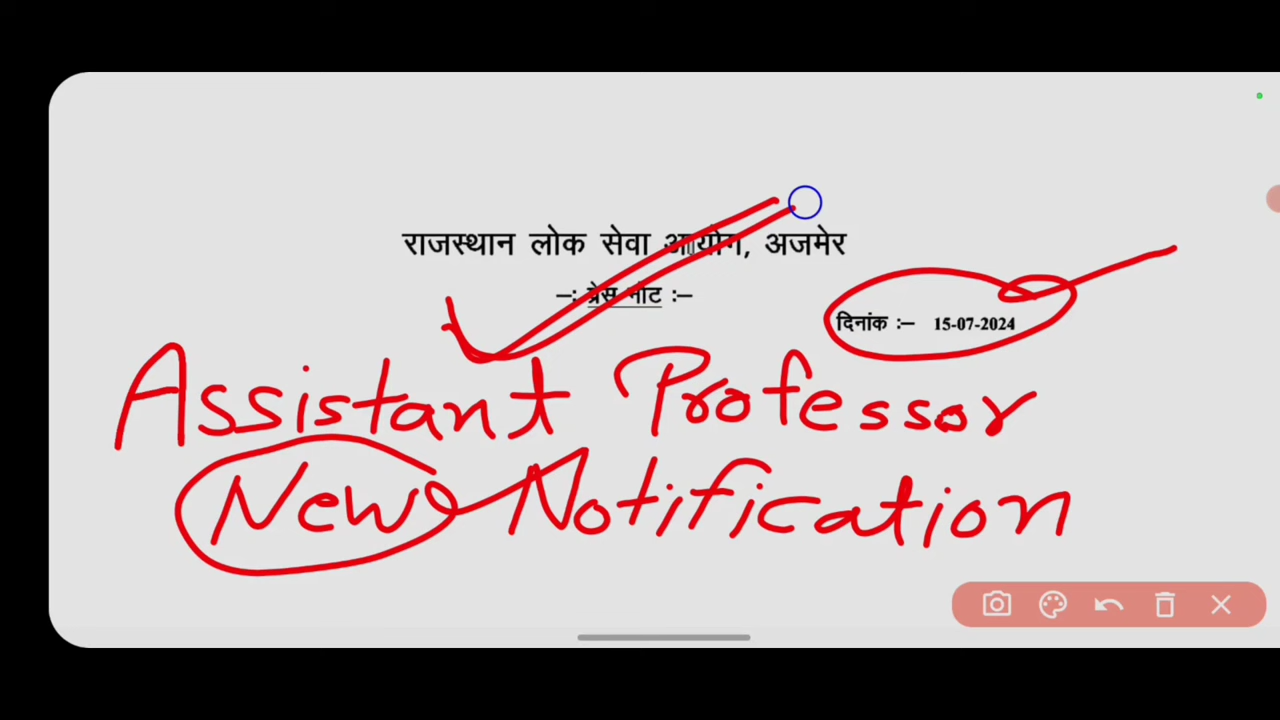 राजस्थान लोक सेवा आयोग, अजमेर
–: प्रेस नोट :–
दिनांक :– 15-07-2024
Assistant Professor
New Notification